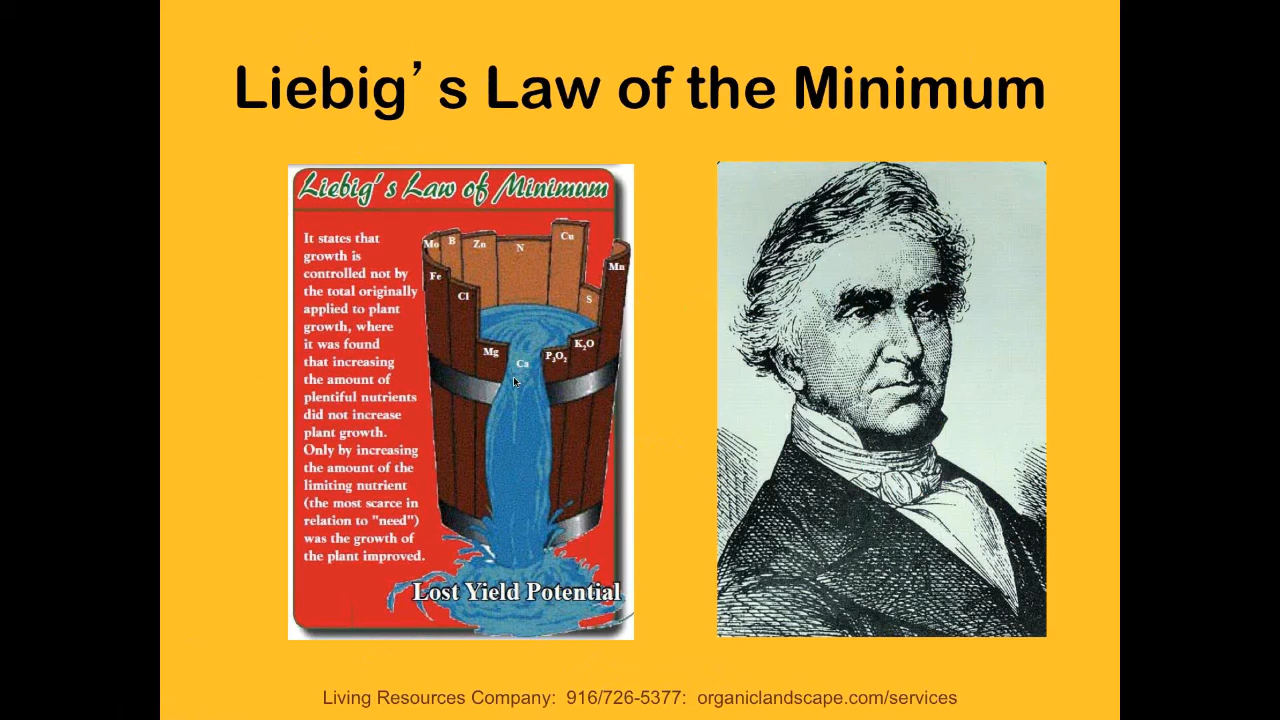 Liebig's Law of the Minimum
Liebig's Law of Minimum
It states that
growth is
controlled not by
the total originally
applied to plant
growth, where
it was found
that increasing
the amount of
plentiful nutrients
did not increase
plant growth.
Only by increasing
the amount of the
limiting nutrient
(the most scarce in
relation to "need")
was the growth of
the plant improved.
Mo B Zn N Cu
Fe Mn
Cl S
Mg Ca P₂O₂ K₂O
Lost Yield Potential
Living Resources Company: 916/726-5377: organiclandscape.com/services